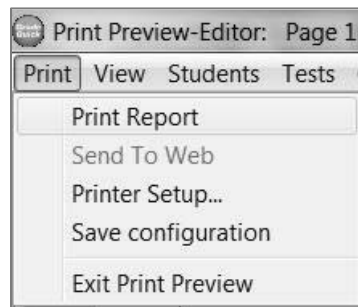 Print Preview-Editor: Page 1
Print View Students Tests
Print Report
Send To Web
Printer Setup...
Save configuration
Exit Print Preview